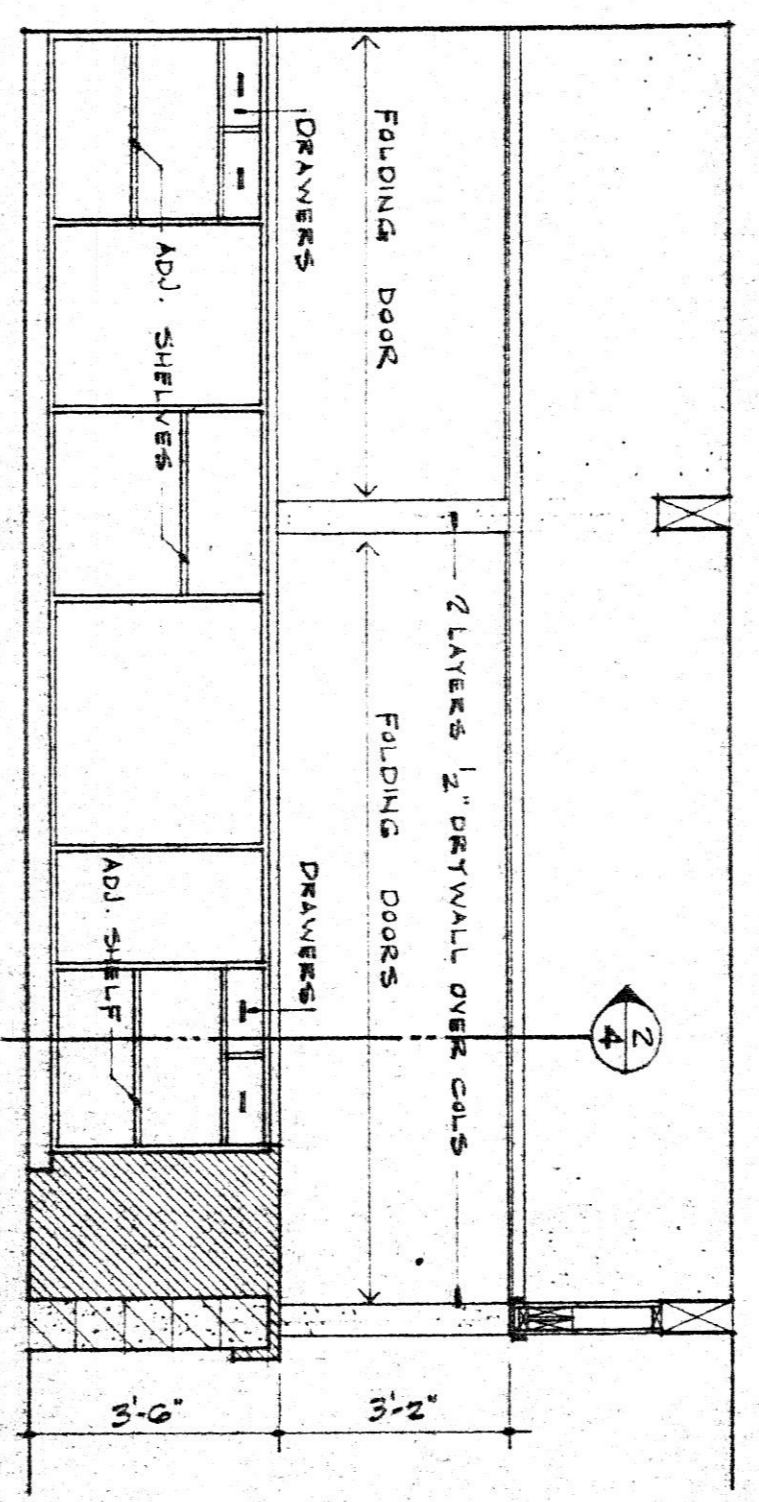 FOLDING DOOR
FOLDING DOORS
2 LAYERS 1/2" DRYWALL OVER COLS
DRAWERS
DRAWERS
ADJ. SHELVES
ADJ. SHELF
2
4
3'-6"
3'-2"